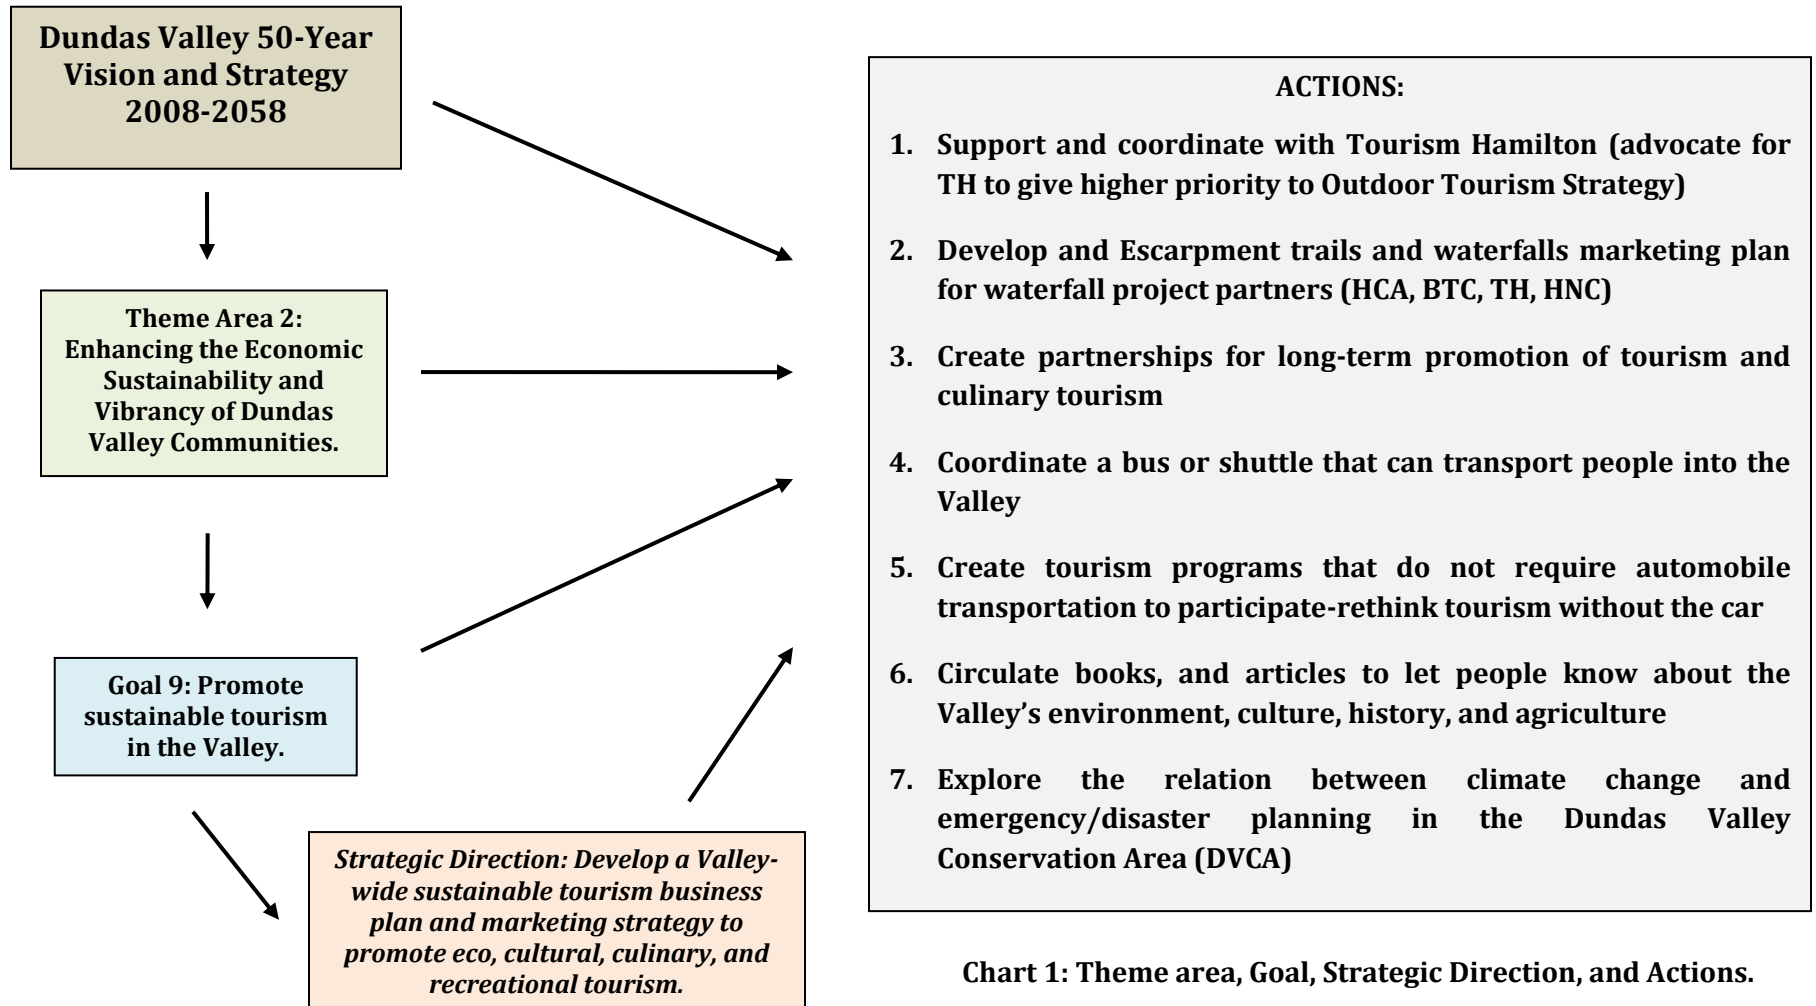 Dundas Valley 50-Year
Vision and Strategy
2008-2058
Theme Area 2:
Enhancing the Economic
Sustainability and
Vibrancy of Dundas
Valley Communities.
Goal 9: Promote
sustainable tourism
in the Valley.
Strategic Direction: Develop a Valley-
wide sustainable tourism business
plan and marketing strategy to
promote eco, cultural, culinary, and
recreational tourism.
ACTIONS:
1. Support and coordinate with Tourism Hamilton (advocate for
TH to give higher priority to Outdoor Tourism Strategy)
2. Develop and Escarpment trails and waterfalls marketing plan
for waterfall project partners (HCA, BTC, TH, HNC)
3. Create partnerships for long-term promotion of tourism and
culinary tourism
4. Coordinate a bus or shuttle that can transport people into the
Valley
5. Create tourism programs that do not require automobile
transportation to participate-rethink tourism without the car
6. Circulate books, and articles to let people know about the
Valley’s environment, culture, history, and agriculture
7. Explore the relation between climate change and
emergency/disaster planning in the Dundas Valley
Conservation Area (DVCA)
Chart 1: Theme area, Goal, Strategic Direction, and Actions.